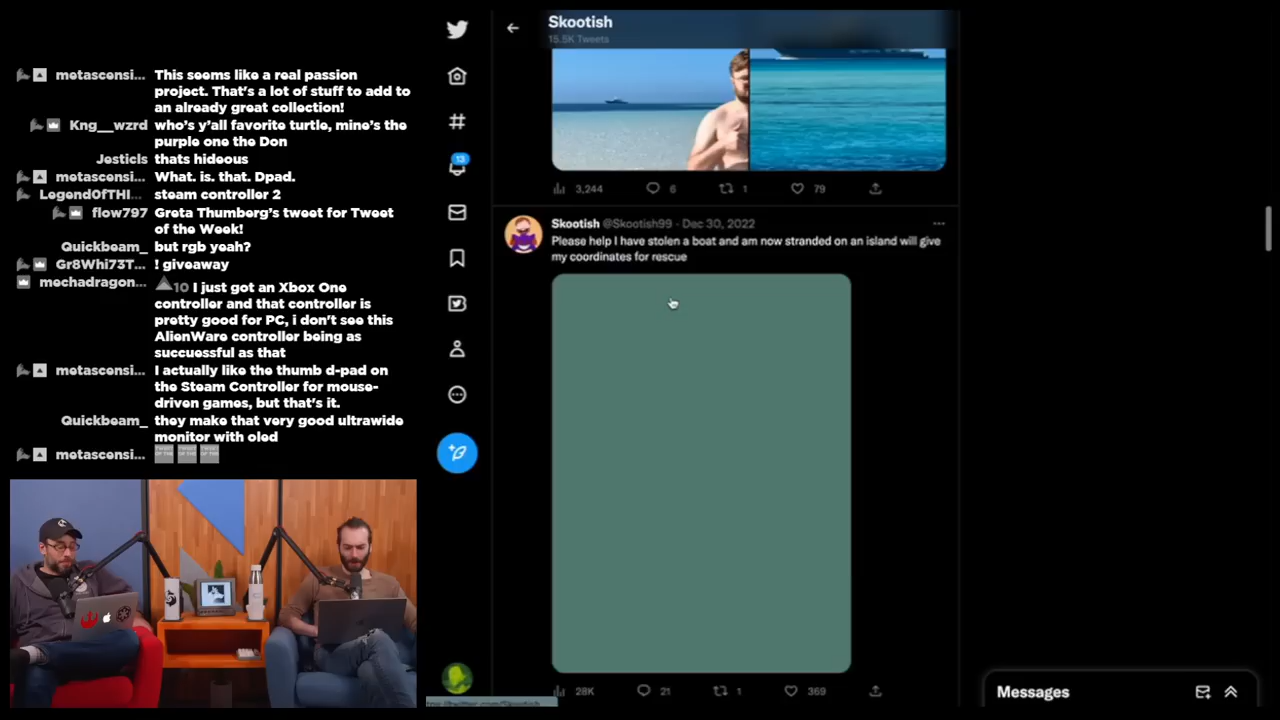 metascensi... This seems like a real passion
project. That's a lot of stuff to add to
an already great collection!
Kng__wzrd who's y'all favorite turtle, mine's the
purple one the Don
Jesticls thats hideous
metascensi... What. is. that. Dpad.
LegendOfTHI... steam controller 2
flow797 Greta Thumberg's tweet for Tweet
of the Week!
Quickbeam_ but rgb yeah?
Gr8Whi73T... ! giveaway
mechadragon... 10 I just got an Xbox One
controller and that controller is
pretty good for PC, i don't see this
AlienWare controller being as
succuessful as that
metascensi... I actually like the thumb d-pad on
the Steam Controller for mouse-
driven games, but that's it.
Quickbeam_ they make that very good ultrawide
monitor with oled
metascensi...
Skootish
15.5K Tweets
13
3,244 6 1 79
Skootish @Skootish99 · Dec 30, 2022
Please help I have stolen a boat and am now stranded on an island will give
my coordinates for rescue
28K 21 1 369
Messages